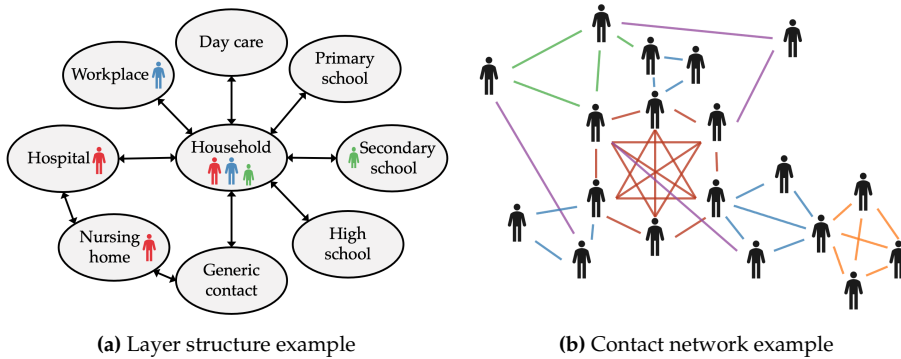 Day care
Workplace
Primary
school
Hospital
Household
Secondary
school
Nursing
home
Generic
contact
High
school
(a) Layer structure example
(b) Contact network example